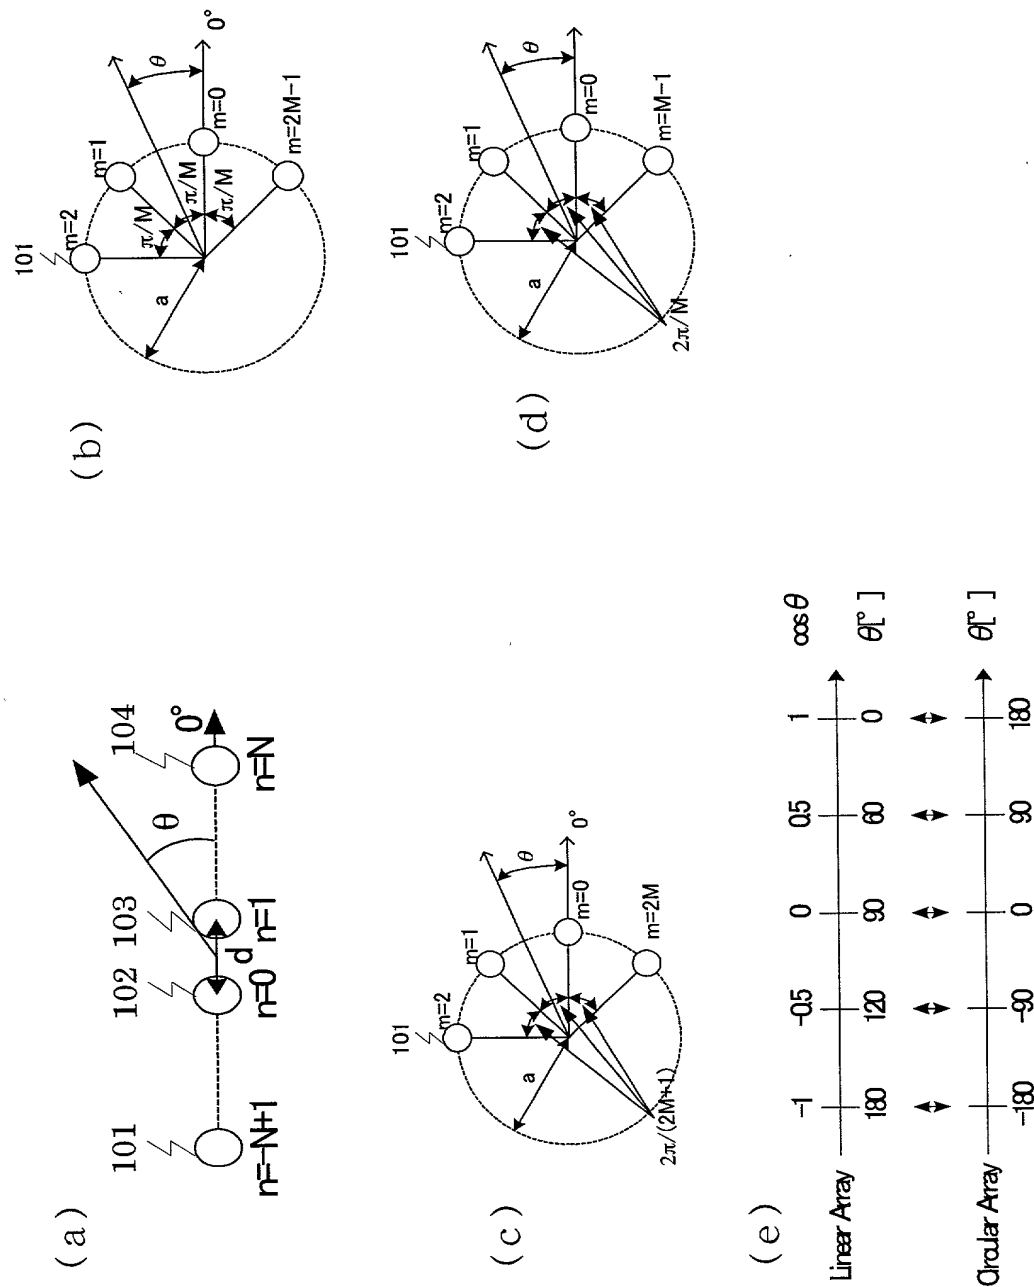 (a)
101
102
103
104
θ
0°
d
n=-N+1
n=0
n=1
n=N
(b)
101
m=2
m=1
m=0
m=2M-1
π/M
π/M
π/M
a
θ
0°
(c)
101
m=2
m=1
m=0
m=2M
a
θ
0°
2π/(2M+1)
(d)
101
m=2
m=1
m=0
m=M-1
a
θ
2π/M
(e)
-1 -0.5 0 0.5 1 cosθ
Linear Array
180 120 90 60 0 θ[°]
Circular Array θ[°]
-180 -90 0 90 180